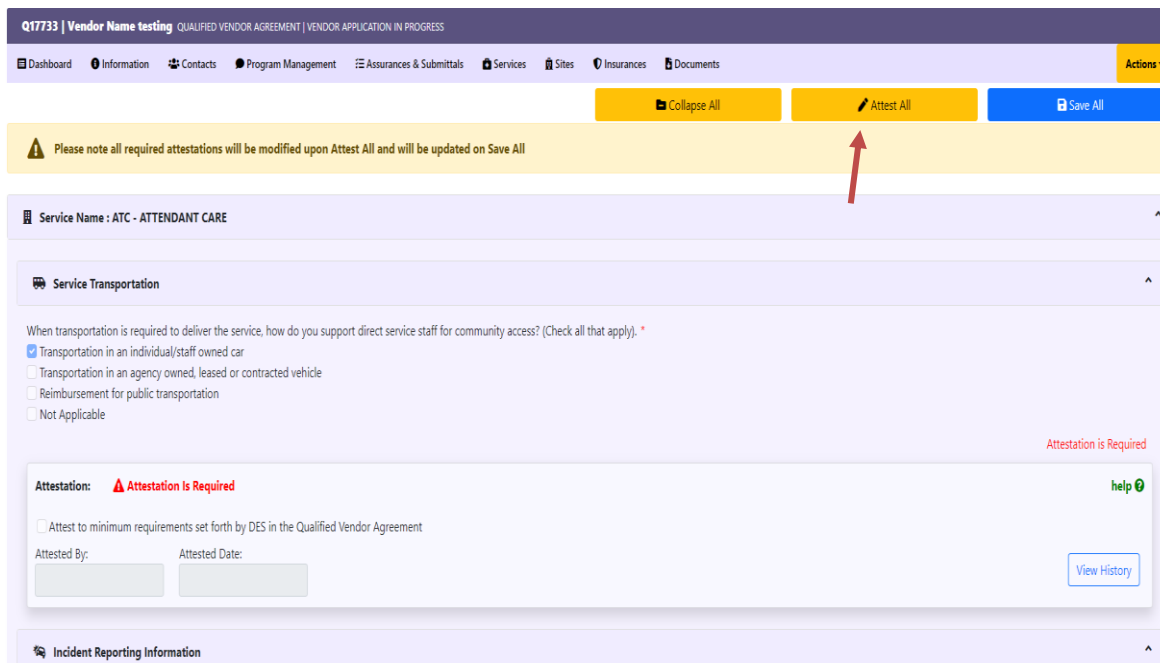 Q17733 | Vendor Name testing QUALIFIED VENDOR AGREEMENT | VENDOR APPLICATION IN PROGRESS
Dashboard Information Contacts Program Management Assurances & Submittals Services Sites Insurances Documents Actions
Collapse All Attest All Save All
Please note all required attestations will be modified upon Attest All and will be updated on Save All
Service Name : ATC - ATTENDANT CARE
Service Transportation
When transportation is required to deliver the service, how do you support direct service staff for community access? (Check all that apply). *
Transportation in an individual/staff owned car
Transportation in an agency owned, leased or contracted vehicle
Reimbursement for public transportation
Not Applicable
Attestation is Required
Attestation: Attestation Is Required help
Attest to minimum requirements set forth by DES in the Qualified Vendor Agreement
Attested By: Attested Date:
View History
Incident Reporting Information